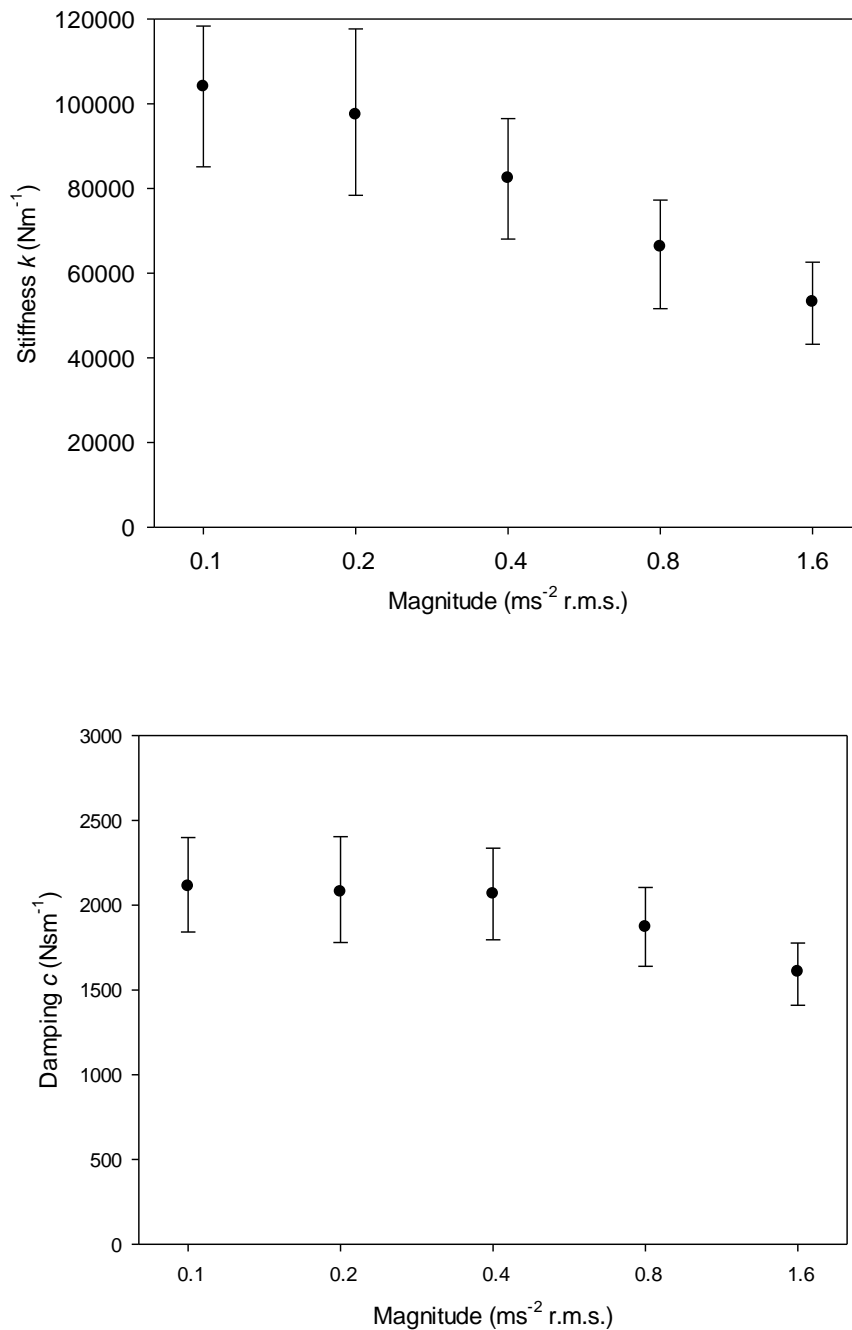 120000
100000
80000
60000
40000
20000
0
Stiffness k (Nm⁻¹)
0.1 0.2 0.4 0.8 1.6
Magnitude (ms⁻² r.m.s.)
3000
2500
2000
1500
1000
500
0
Damping c (Nsm⁻¹)
0.1 0.2 0.4 0.8 1.6
Magnitude (ms⁻² r.m.s.)